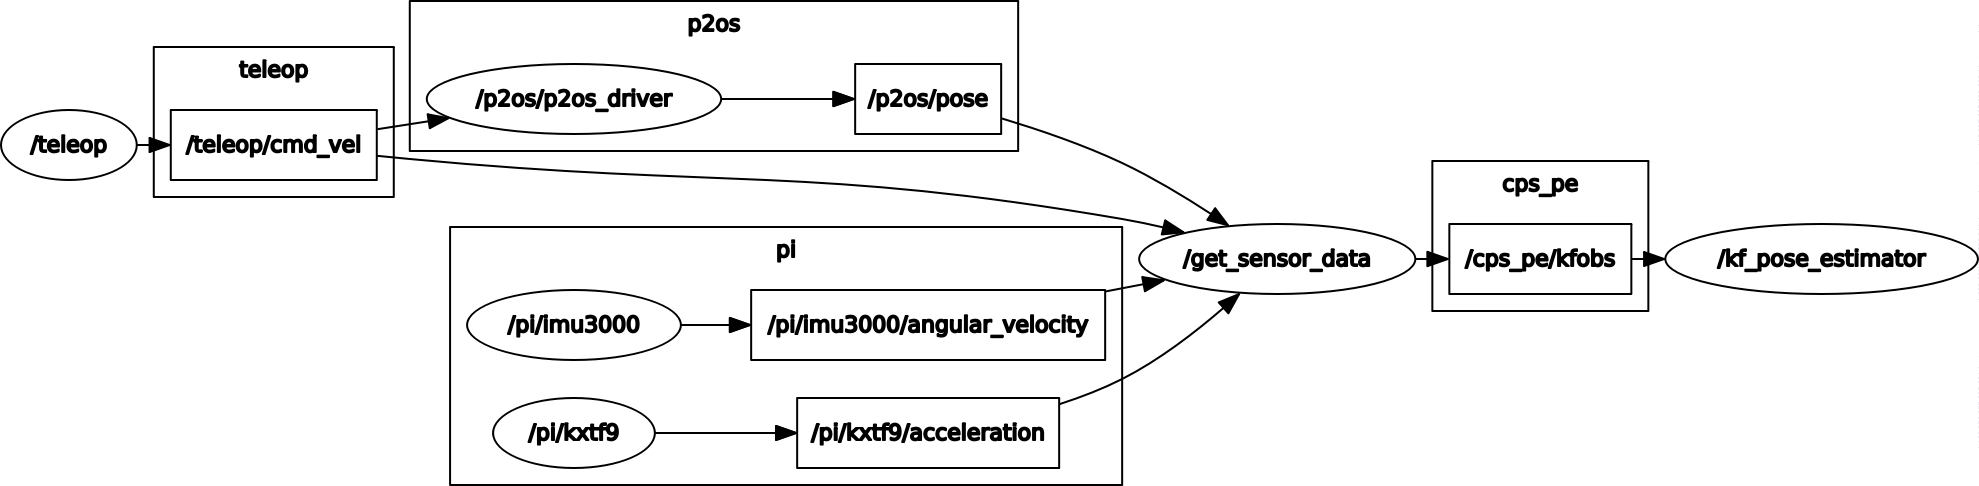 p2os
teleop
/p2os/p2os_driver
/p2os/pose
/teleop
/teleop/cmd_vel
cps_pe
pi
/get_sensor_data
/cps_pe/kfobs
/kf_pose_estimator
/pi/imu3000
/pi/imu3000/angular_velocity
/pi/kxtf9
/pi/kxtf9/acceleration